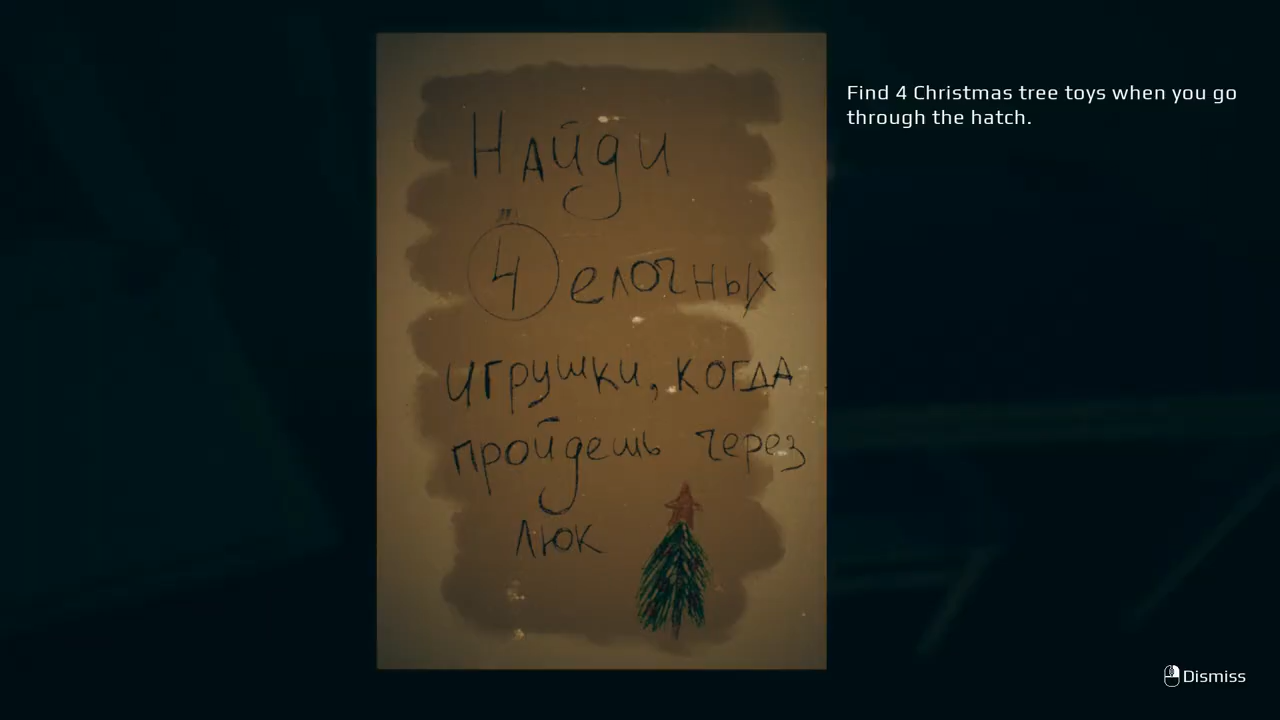 Найди
4 елочных
игрушки, когда
пройдешь через
люк
Find 4 Christmas tree toys when you go
through the hatch.
Dismiss